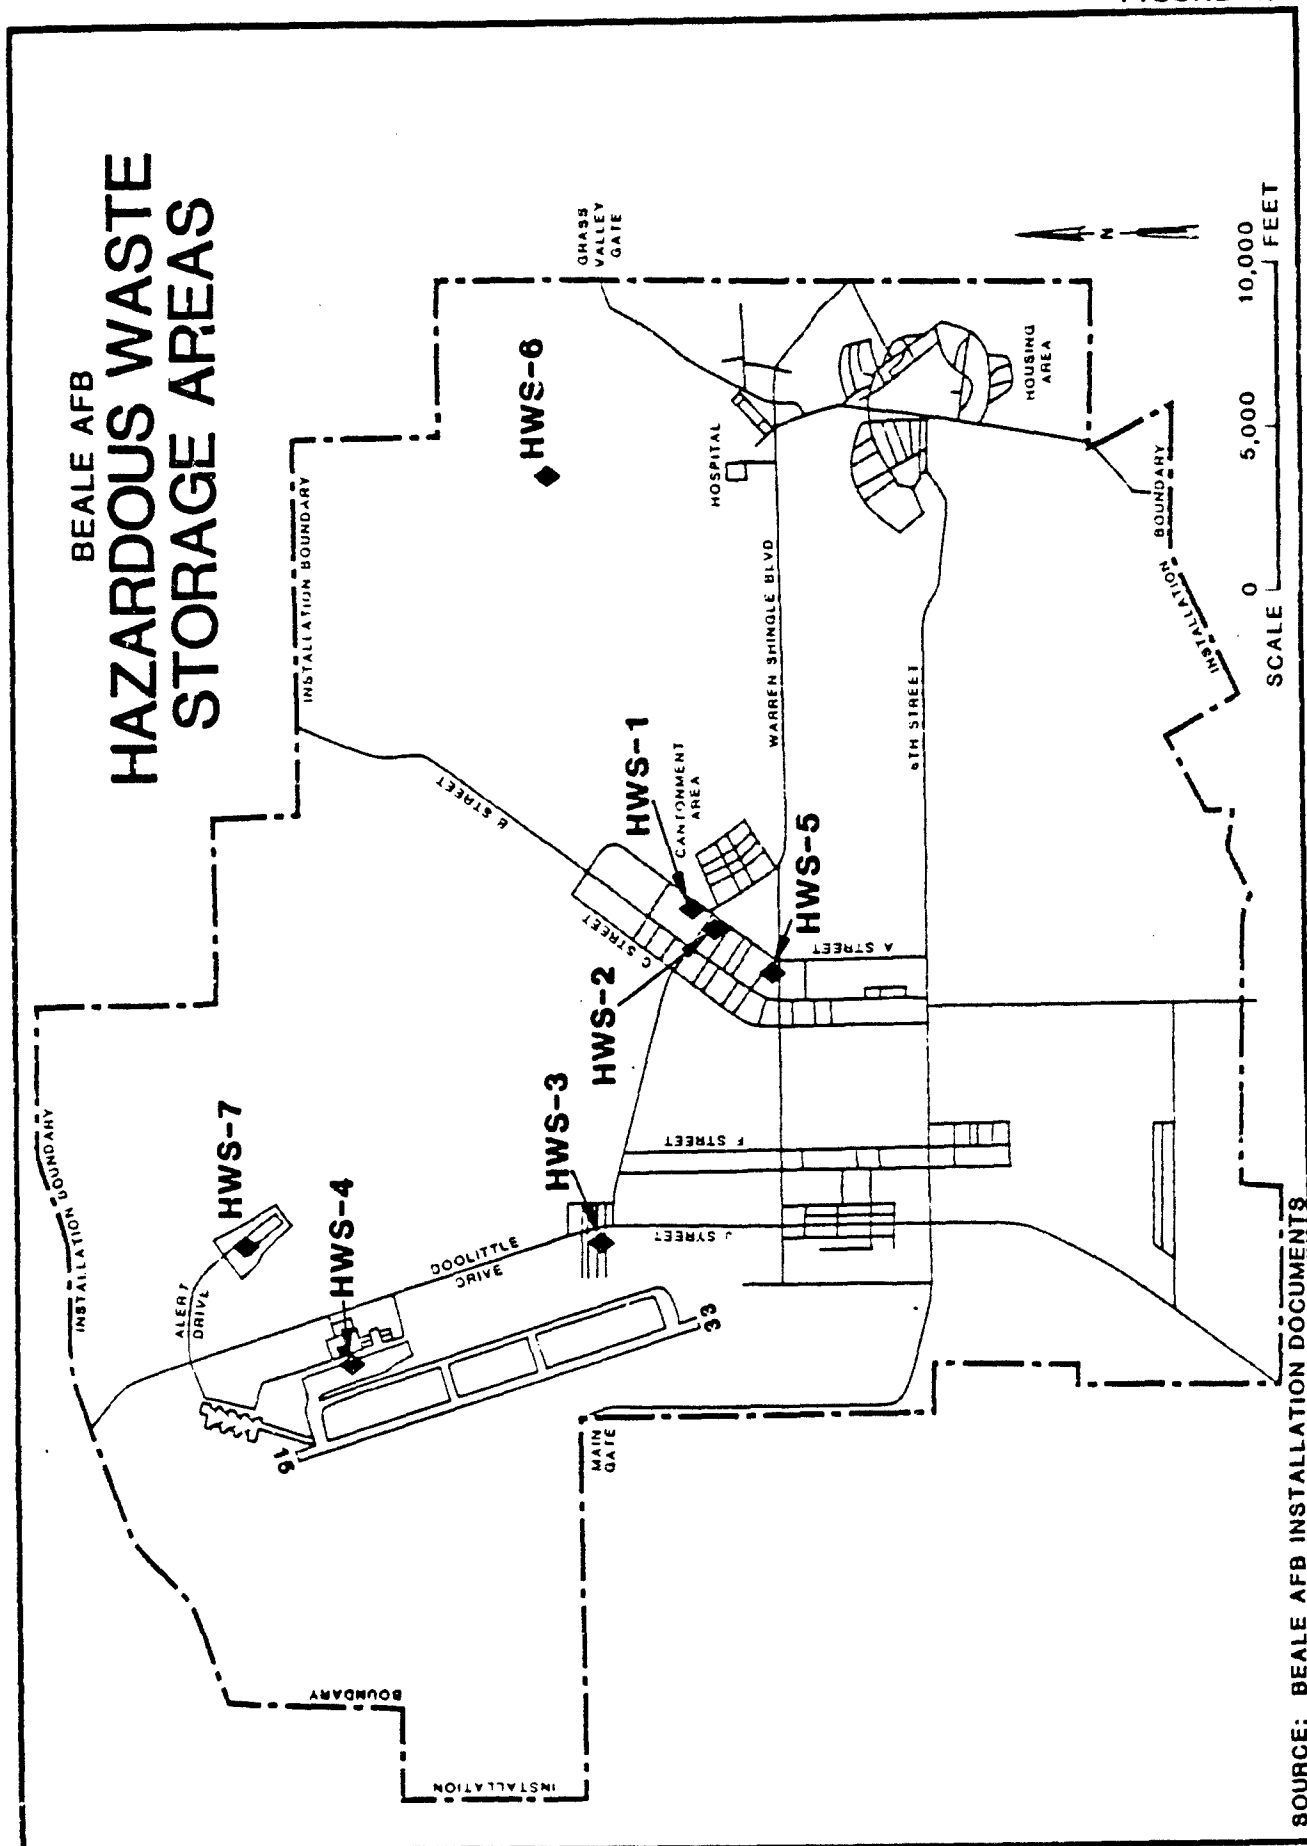 BEALE AFB
HAZARDOUS WASTE
STORAGE AREAS
INSTALLATION BOUNDARY
INSTALLATION BOUNDARY
GRASS
VALLEY
GATE
HWS-6
HWS-7
ALERT
DRIVE
HWS-4
B STREET
HWS-1
CANTONMENT
AREA
C STREET
HWS-2
HWS-3
DOOLITTLE
DRIVE
HOSPITAL
WARREN SHINGLE BLVD
HWS-5
A STREET
F STREET
J STREET
33
15
MAIN
GATE
HOUSING
AREA
6TH STREET
BOUNDARY
INSTALLATION
INSTALLATION
BOUNDARY
N
SCALE
0
5,000
10,000
FEET
SOURCE: BEALE AFB INSTALLATION DOCUMENTS